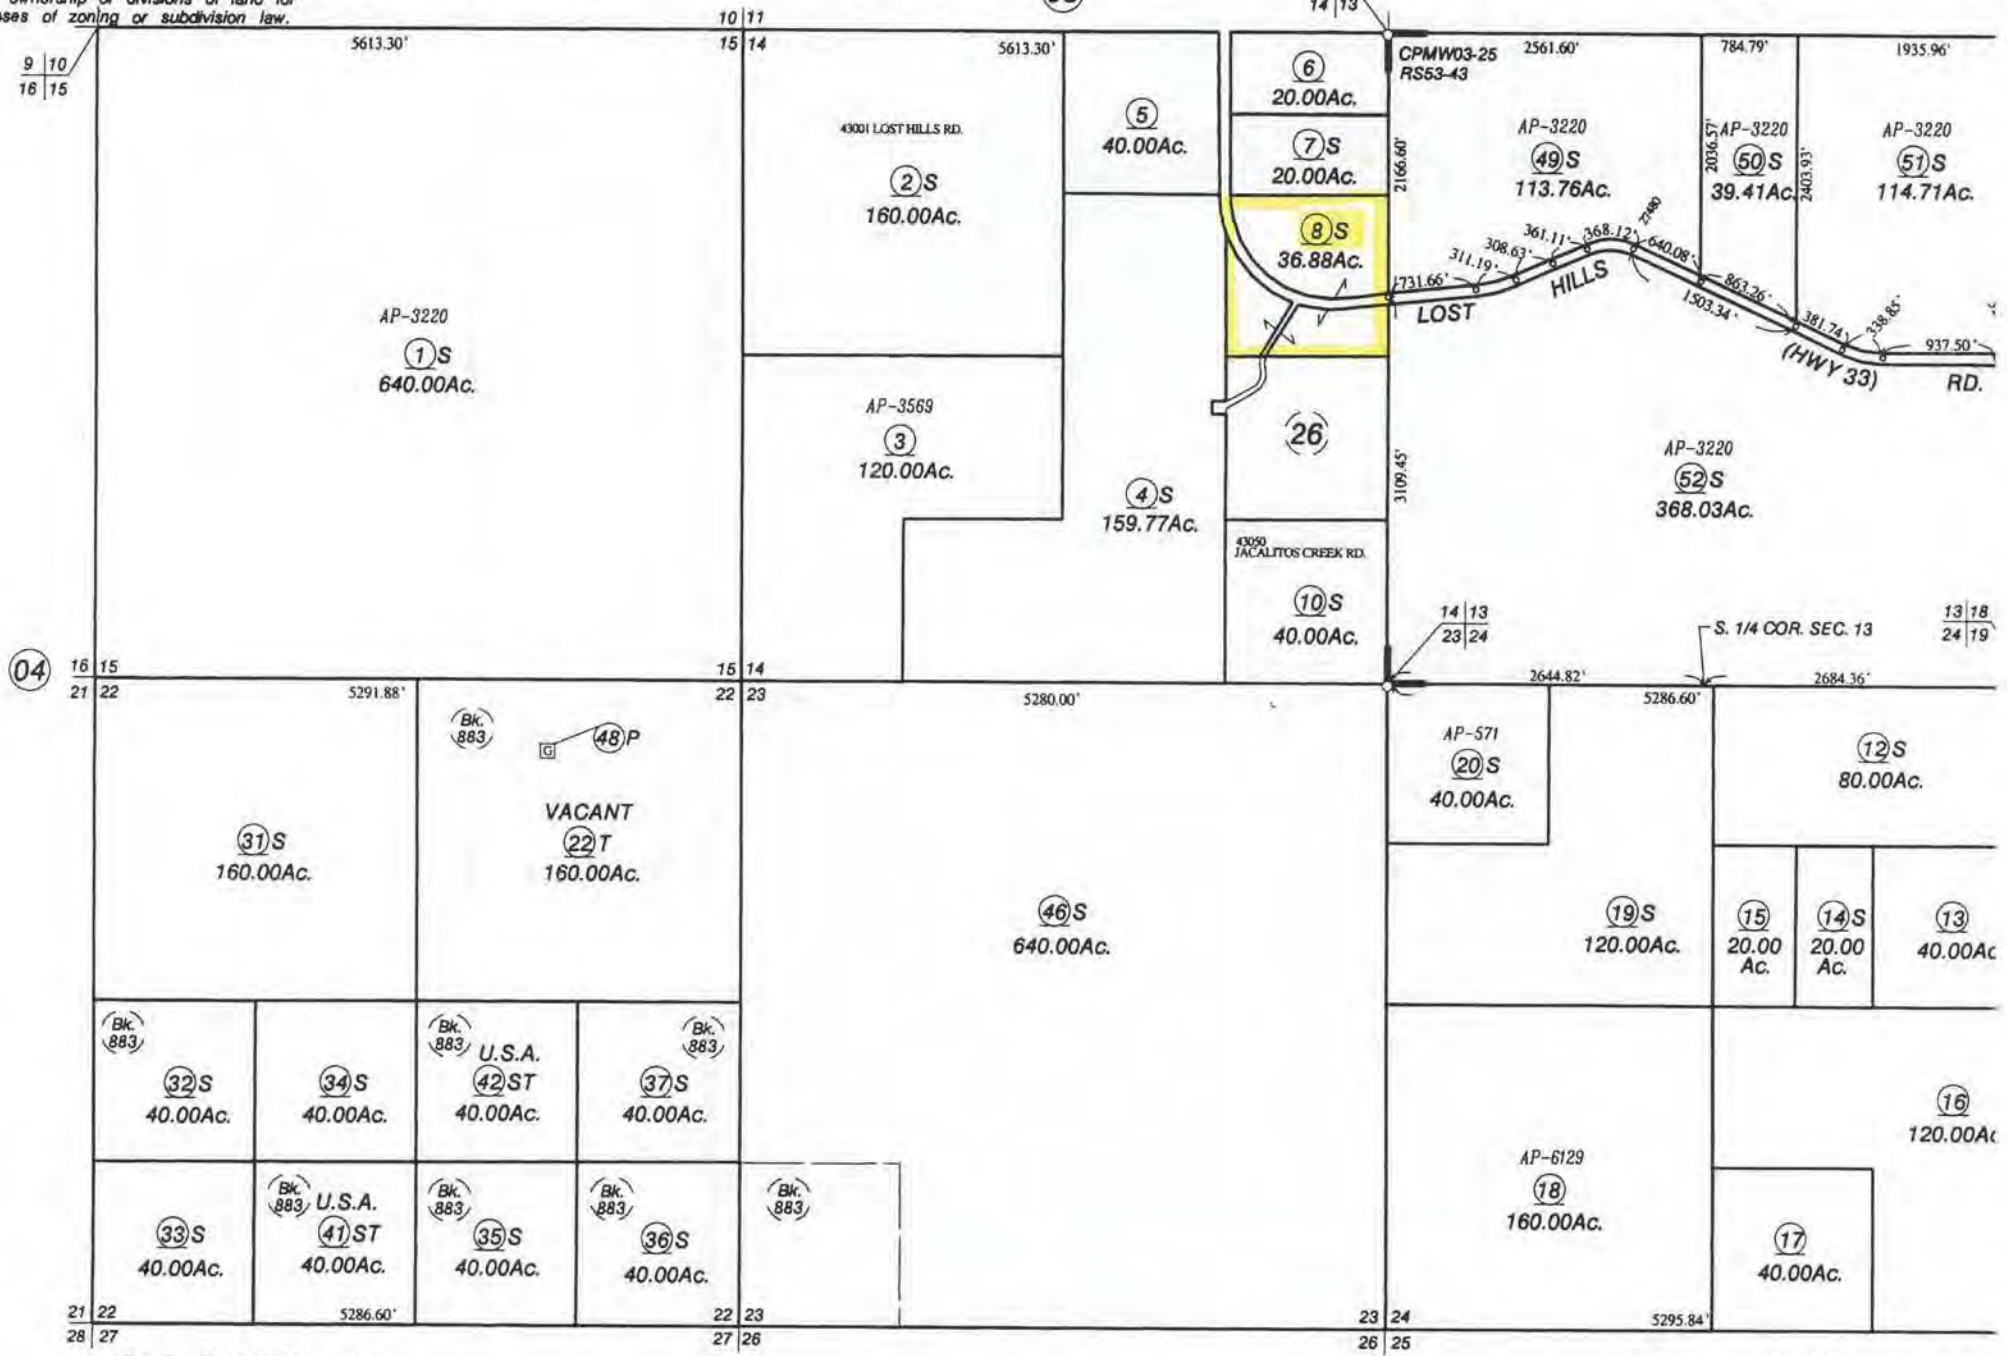 ownership or divisions of land for
ses of zoning or subdivision law.
10 11
15 14
14 13
9 10
16 15
5613.30'
5613.30'
CPMW03-25
RS53-43
2561.60'
784.79'
1935.96'
6
20.00Ac.
5
40.00Ac.
7 S
20.00Ac.
43001 LOST HILLS RD.
2 S
160.00Ac.
2166.60'
AP-3220
49 S
113.76Ac.
2036.57'
AP-3220
50 S
39.41Ac.
2403.93'
AP-3220
51 S
114.71Ac.
8 S
36.88Ac.
731.66'
311.19'
308.63'
361.11'
368.12'
27480
640.08'
863.26'
1503.34'
381.74'
338.85'
937.50'
LOST HILLS
(HWY 33)
RD.
AP-3220
1 S
640.00Ac.
AP-3569
3
120.00Ac.
26
4 S
159.77Ac.
3109.45'
AP-3220
52 S
368.03Ac.
43050
JACALITOS CREEK RD.
10 S
40.00Ac.
14 13
23 24
S. 1/4 COR. SEC. 13
13 18
24 19
04
16 15
21 22
5291.88'
15 14
22 23
5280.00'
2644.82'
5286.60'
2684.36'
Bk.
883
G
48 P
VACANT
22 T
160.00Ac.
31 S
160.00Ac.
AP-571
20 S
40.00Ac.
12 S
80.00Ac.
46 S
640.00Ac.
19 S
120.00Ac.
15
20.00
Ac.
14 S
20.00
Ac.
13
40.00Ac
Bk.
883
32 S
40.00Ac.
34 S
40.00Ac.
Bk.
883
U.S.A.
42 ST
40.00Ac.
Bk.
883
37 S
40.00Ac.
16
120.00Ac
33 S
40.00Ac.
Bk.
883
U.S.A.
41 ST
40.00Ac.
Bk.
883
35 S
40.00Ac.
Bk.
883
36 S
40.00Ac.
Bk.
883
AP-6129
18
160.00Ac.
17
40.00Ac.
21 22
28 27
5286.60'
22 23
27 26
23 24
26 25
5295.84'